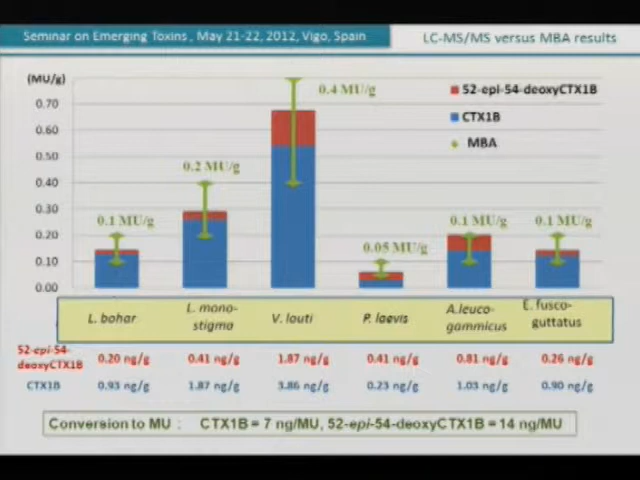 Seminar on Emerging Toxins , May 21-22, 2012, Vigo, Spain
LC-MS/MS versus MBA results
(MU/g)
0.70
0.60
0.50
0.40
0.30
0.20
0.10
0.00
0.1 MU/g
0.2 MU/g
0.4 MU/g
0.05 MU/g
0.1 MU/g
0.1 MU/g
52-epi-54-deoxyCTX1B
CTX1B
MBA
L. bohar
L. mono-
stigma
V. louti
P. laevis
A.leuco-
gammicus
E. fusco-
guttatus
52-epi-54-
deoxyCTX1B 0.20 ng/g 0.41 ng/g 1.87 ng/g 0.41 ng/g 0.81 ng/g 0.26 ng/g
CTX1B 0.93 ng/g 1.87 ng/g 3.86 ng/g 0.23 ng/g 1.03 ng/g 0.90 ng/g
Conversion to MU : CTX1B = 7 ng/MU, 52-epi-54-deoxyCTX1B = 14 ng/MU